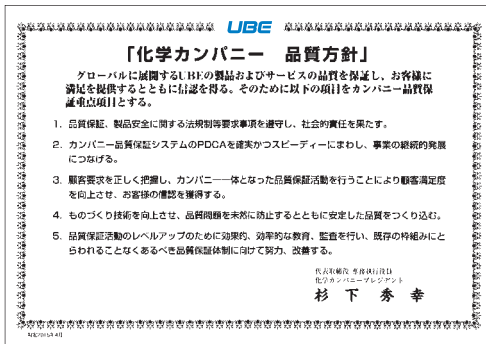 UBE
「化学カンパニー 品質方針」
グローバルに展開するUBEの製品およびサービスの品質を保証し、お客様に
満足を提供するとともに信認を得る。そのために以下の項目をカンパニー品質保
証重点項目とする。
1. 品質保証、製品安全に関する法規制等要求事項を遵守し、社会的責任を果たす。
2. カンパニー品質保証システムのPDCAを確実かつスピーディーにまわし、事業の継続的発展
につなげる。
3. 顧客要求を正しく把握し、カンパニー一体となった品質保証活動を行うことにより顧客満足度
を向上させ、お客様の信認を獲得する。
4. ものづくり技術を向上させ、品質問題を未然に防止するとともに安定した品質をつくり込む。
5. 品質保証活動のレベルアップのために効果的、効率的な教育、監査を行い、既存の枠組みにと
らわれることなくあるべき品質保証体制に向けて努力、改善する。
代表取締役 専務執行役員
化学カンパニープレジデント
杉下秀幸